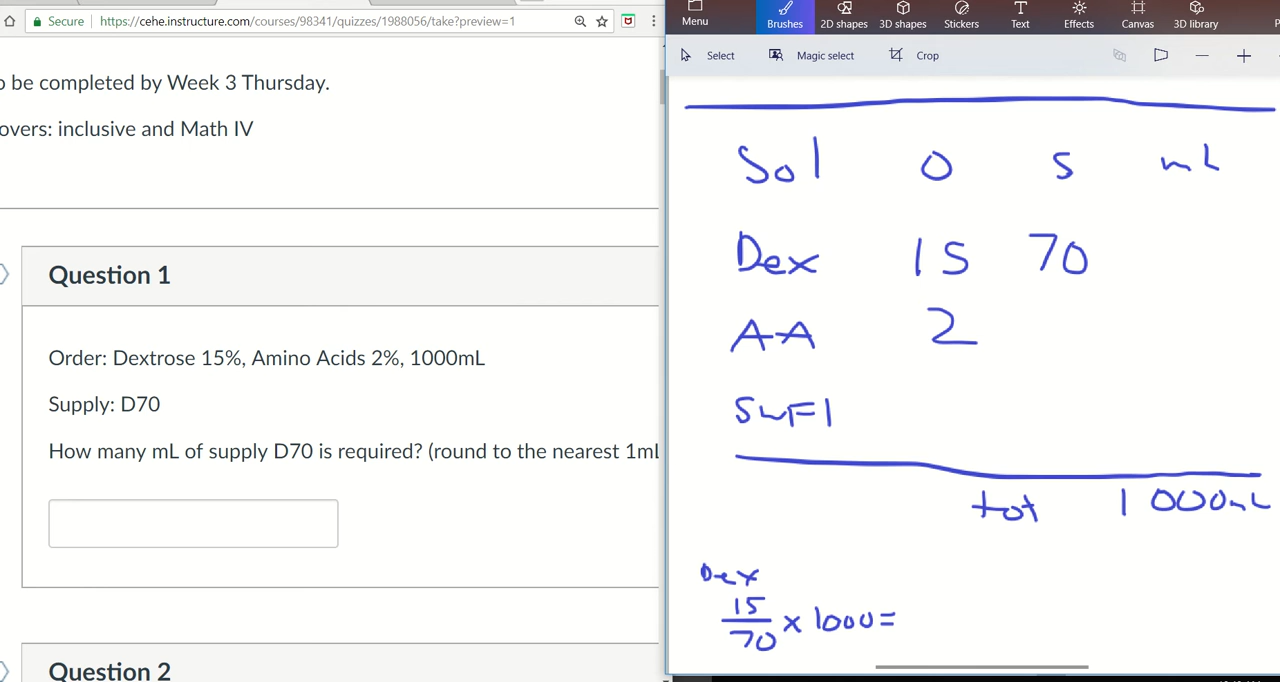 Secure https://cehe.instructure.com/courses/98341/quizzes/1988056/take?preview=1
o be completed by Week 3 Thursday.
overs: inclusive and Math IV
Question 1
Order: Dextrose 15%, Amino Acids 2%, 1000mL
Supply: D70
How many mL of supply D70 is required? (round to the nearest 1mL
Question 2
Menu Brushes 2D shapes 3D shapes Stickers Text Effects Canvas 3D library
Select Magic select Crop
Sol O S mL
Dex 15 70
AA 2
SWFI
tot 1000mL
Dex
15
70 x 1000 =